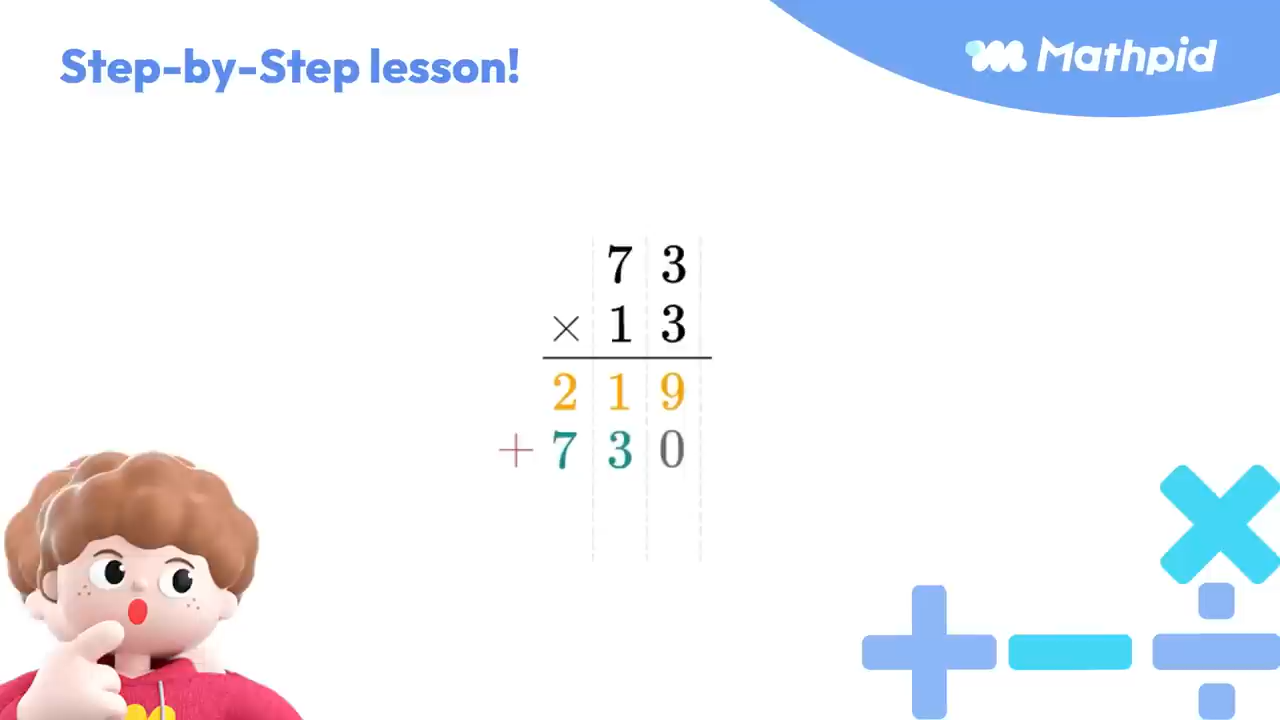 Step-by-Step lesson!
Mathpid
7 3
× 1 3
2 1 9
+ 7 3 0